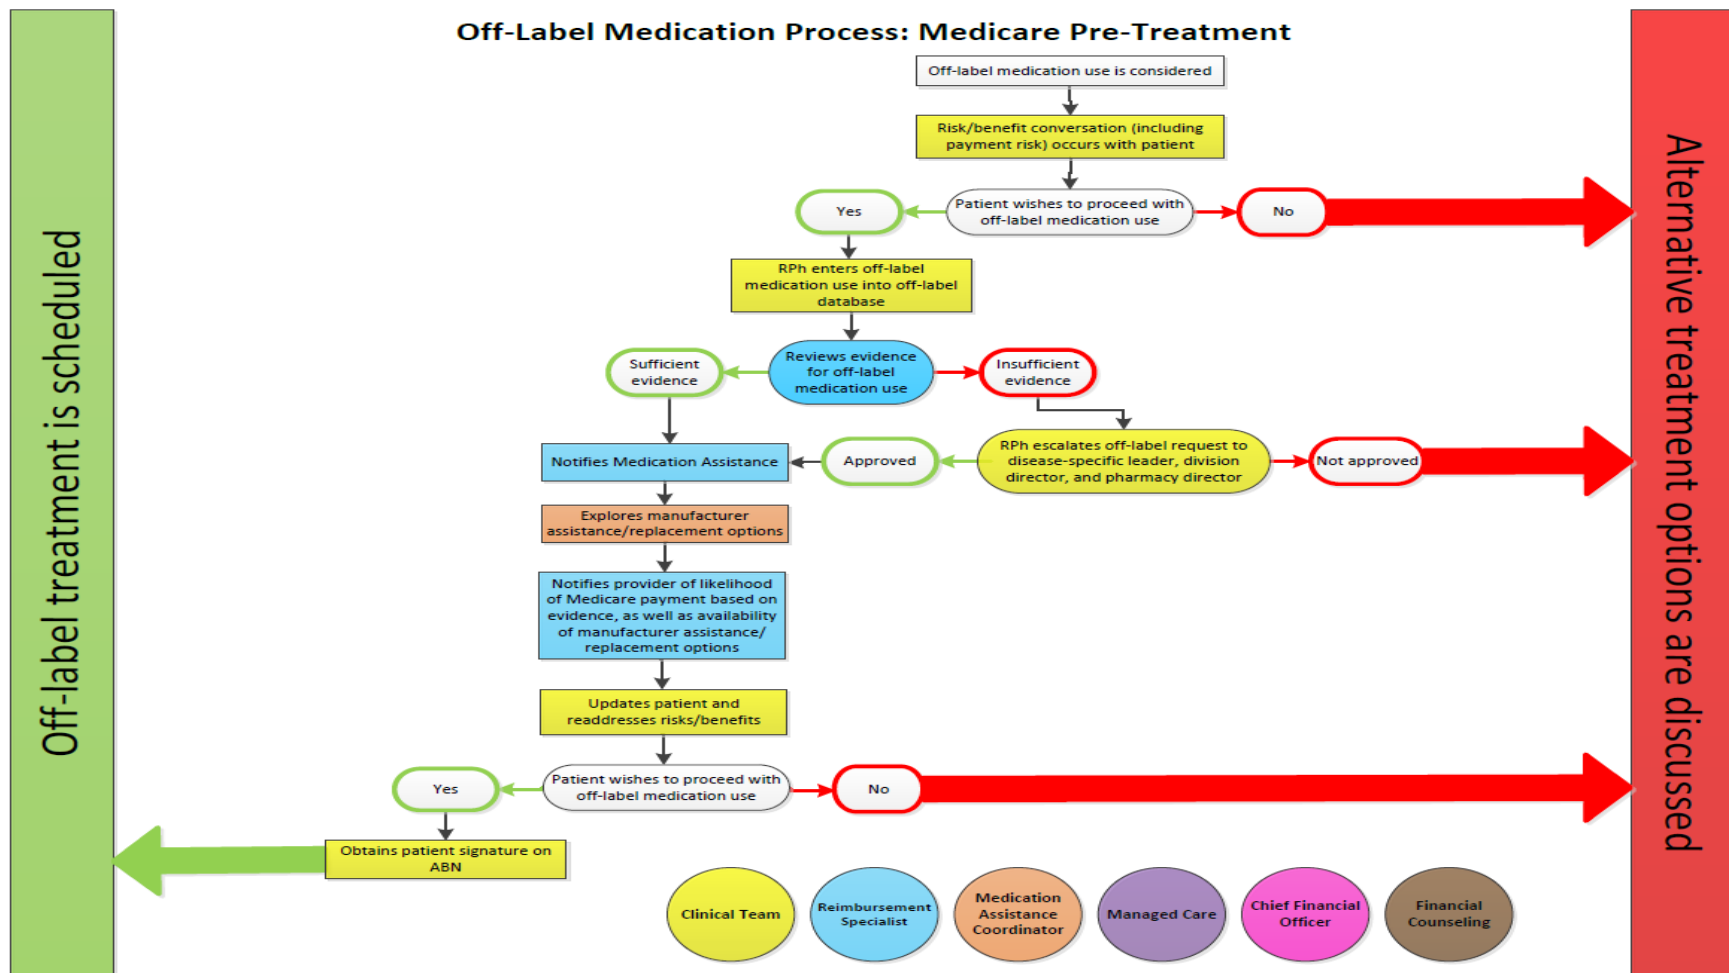 Off-Label Medication Process: Medicare Pre-Treatment
Off-label medication use is considered
Risk/benefit conversation (including
payment risk) occurs with patient
Patient wishes to proceed with
off-label medication use
Yes
No
RPh enters off-label
medication use into off-label
database
Reviews evidence
for off-label
medication use
Sufficient
evidence
Insufficient
evidence
RPh escalates off-label request to
disease-specific leader, division
director, and pharmacy director
Approved
Not approved
Notifies Medication Assistance
Explores manufacturer
assistance/replacement options
Notifies provider of likelihood
of Medicare payment based on
evidence, as well as availability
of manufacturer assistance/
replacement options
Updates patient and
readdresses risks/benefits
Patient wishes to proceed with
off-label medication use
Yes
No
Obtains patient signature on
ABN
Off-label treatment is scheduled
Alternative treatment options are discussed
Clinical Team
Reimbursement
Specialist
Medication
Assistance
Coordinator
Managed Care
Chief Financial
Officer
Financial
Counseling